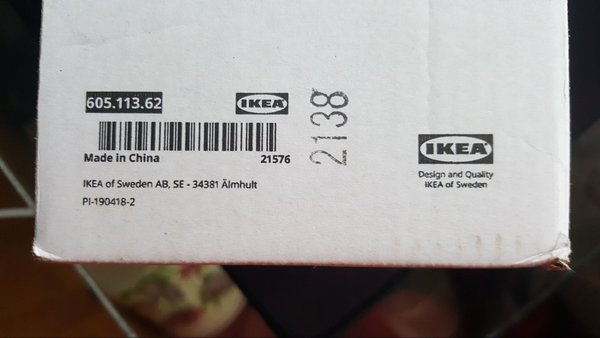 605.113.62
IKEA
Made in China 21576
IKEA of Sweden AB, SE - 34381 Älmhult
PI-190418-2
2138
IKEA
Design and Quality
IKEA of Sweden